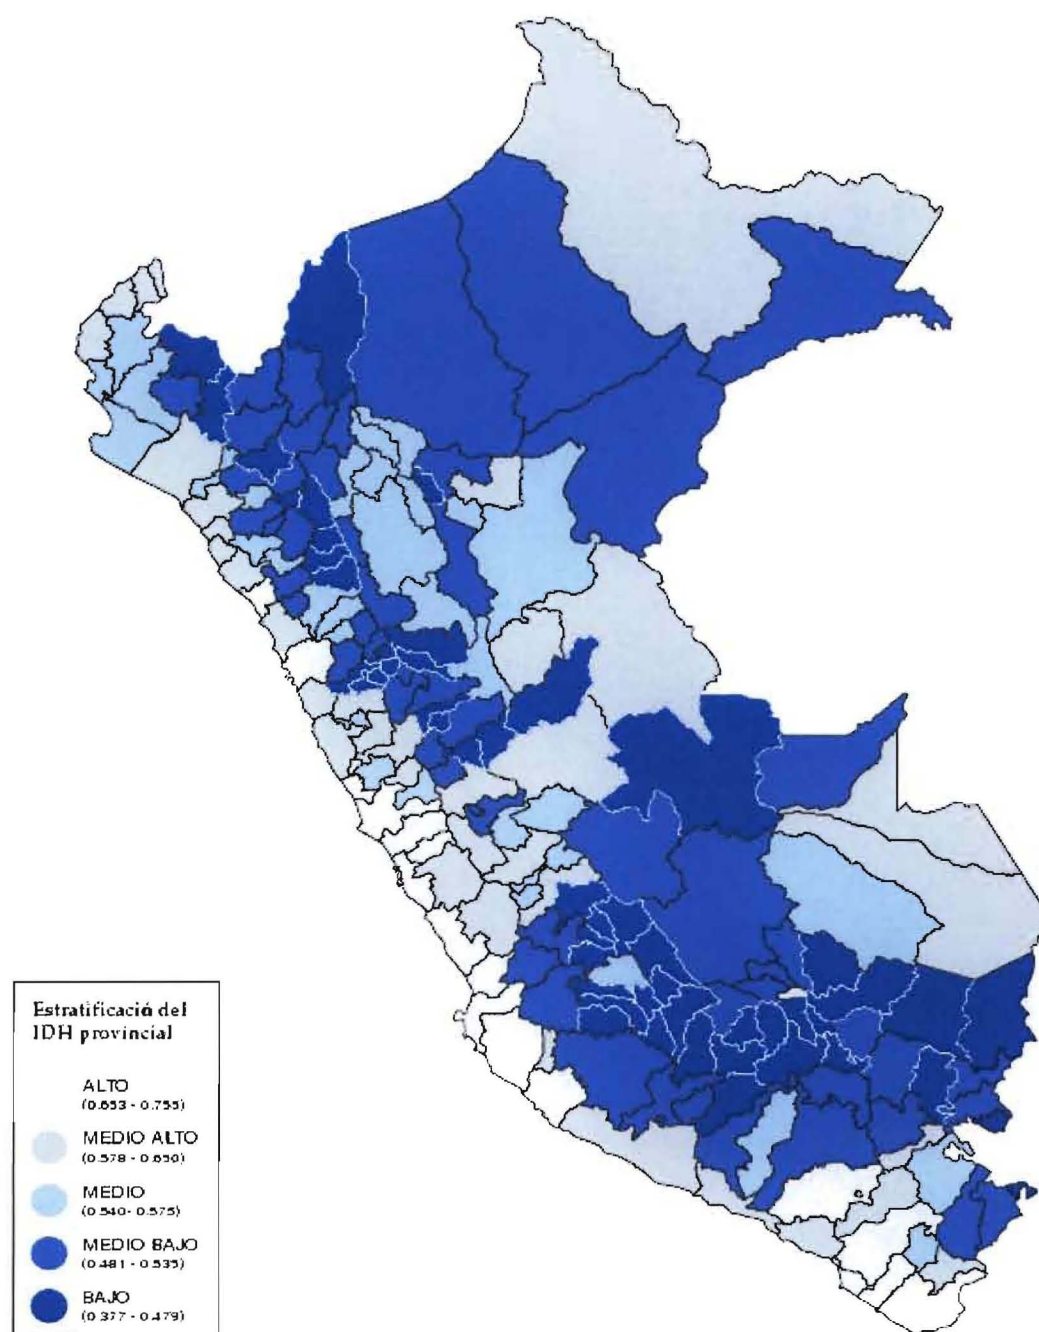 Estratificació del
IDH provincial
ALTO
(0.653 - 0.755)
MEDIO ALTO
(0.578 - 0.650)
MEDIO
(0.540 - 0.575)
MEDIO BAJO
(0.481 - 0.535)
BAJO
(0.377 - 0.479)